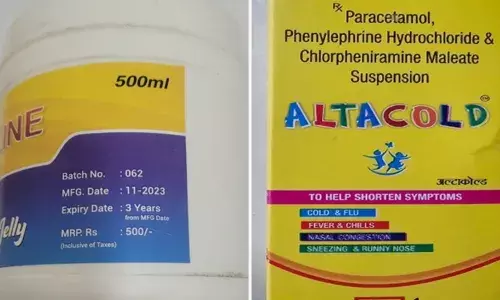 500ml
INE
Batch No. : 062
MFG. Date : 11-2023
Expiry Date : 3 Years
from MFG Date
MRP. Rs : 500/-
(Inclusive of Taxes)
Jelly
Rx
Paracetamol,
Phenylephrine Hydrochloride &
Chlorpheniramine Maleate
Suspension
ALTACOLD
TM
अल्टाकोल्ड
TO HELP SHORTEN SYMPTOMS
COLD & FLU
FEVER & CHILLS
NASAL CONGESTION
SNEEZING & RUNNY NOSE